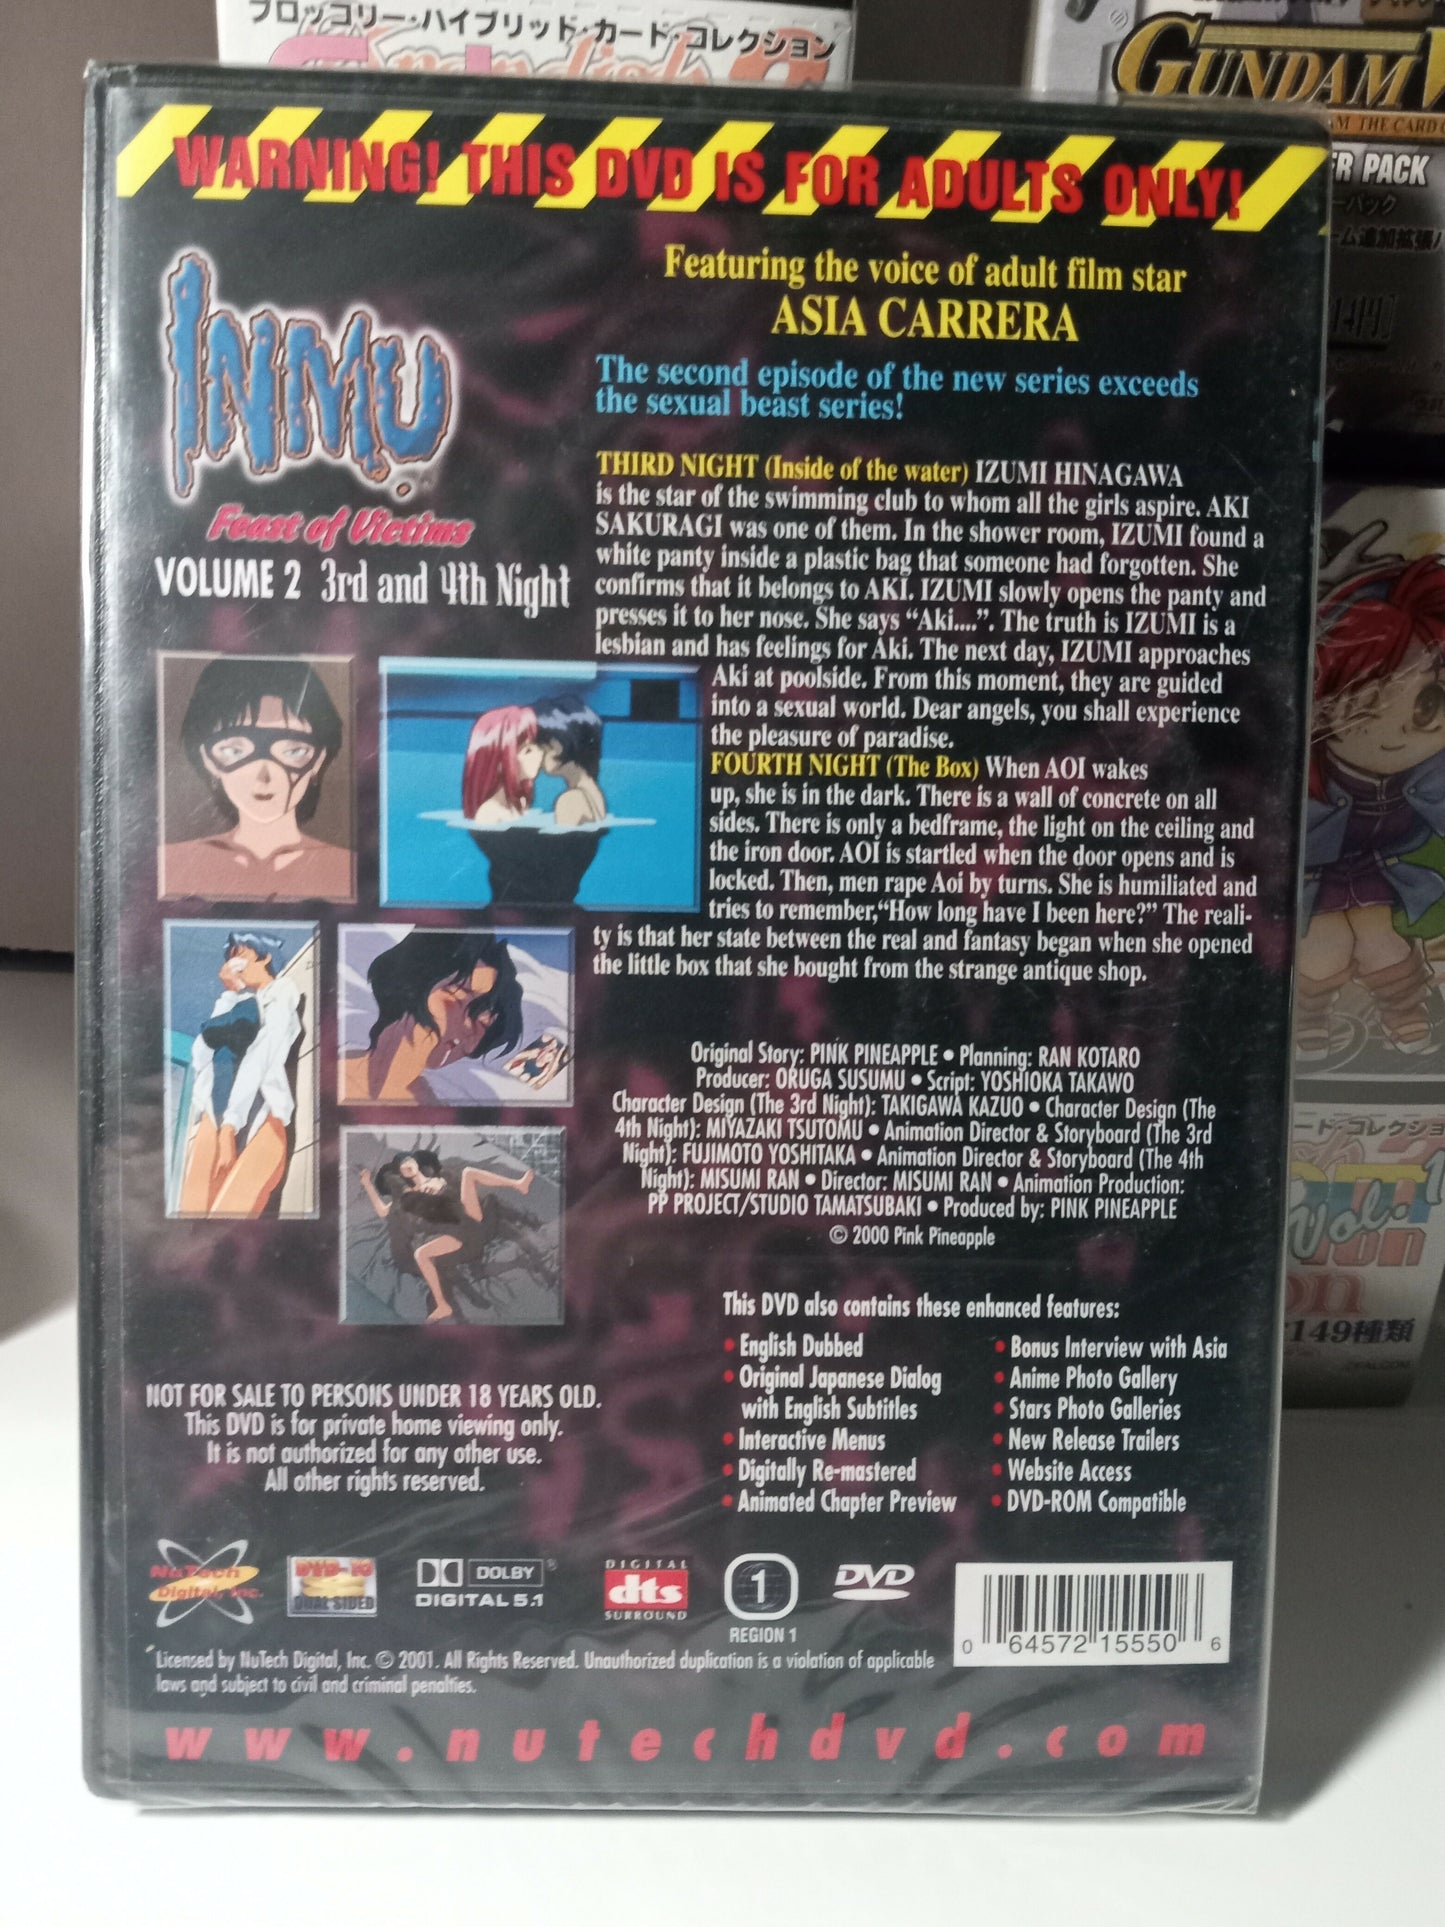 ブロッコリー・ハイブリッド・カード・コレクション
GUNDAM
THE CARD
ER PACK
WARNING! THIS DVD IS FOR ADULTS ONLY!
Featuring the voice of adult film star
ASIA CARRERA
INMU
Feast of Victims
VOLUME 2 3rd and 4th Night
The second episode of the new series exceeds
the sexual beast series!
THIRD NIGHT (Inside of the water) IZUMI HINAGAWA
is the star of the swimming club to whom all the girls aspire. AKI
SAKURAGI was one of them. In the shower room, IZUMI found a
white panty inside a plastic bag that someone had forgotten. She
confirms that it belongs to AKI. IZUMI slowly opens the panty and
presses it to her nose. She says “Aki....”. The truth is IZUMI is a
lesbian and has feelings for Aki. The next day, IZUMI approaches
Aki at poolside. From this moment, they are guided
into a sexual world. Dear angels, you shall experience
the pleasure of paradise.
FOURTH NIGHT (The Box) When AOI wakes
up, she is in the dark. There is a wall of concrete on all
sides. There is only a bedframe, the light on the ceiling and
the iron door. AOI is startled when the door opens and is
locked. Then, men rape Aoi by turns. She is humiliated and
tries to remember,“How long have I been here?” The reali-
ty is that her state between the real and fantasy began when she opened
the little box that she bought from the strange antique shop.
Original Story: PINK PINEAPPLE • Planning: RAN KOTARO
Producer: ORUGA SUSUMU • Script: YOSHIOKA TAKAWO
Character Design (The 3rd Night): TAKIGAWA KAZUO • Character Design (The
4th Night): MIYAZAKI TSUTOMU • Animation Director & Storyboard (The 3rd
Night): FUJIMOTO YOSHITAKA • Animation Director & Storyboard (The 4th
Night): MISUMI RAN • Director: MISUMI RAN • Animation Production:
PP PROJECT/STUDIO TAMATSUBAKI • Produced by: PINK PINEAPPLE
© 2000 Pink Pineapple
This DVD also contains these enhanced features:
• English Dubbed
• Original Japanese Dialog
with English Subtitles
• Interactive Menus
• Digitally Re-mastered
• Animated Chapter Preview
• Bonus Interview with Asia
• Anime Photo Gallery
• Stars Photo Galleries
• New Release Trailers
• Website Access
• DVD-ROM Compatible
NOT FOR SALE TO PERSONS UNDER 18 YEARS OLD.
This DVD is for private home viewing only.
It is not authorized for any other use.
All other rights reserved.
NuTech
Digital, Inc.
DVD-10
DUAL SIDED
DOLBY
DIGITAL 5.1
DIGITAL
dts
SURROUND
1
REGION 1
DVD
0 64572 15550 6
Licensed by NuTech Digital, Inc. © 2001. All Rights Reserved. Unauthorized duplication is a violation of applicable
laws and subject to civil and criminal penalties.
www.nutechdvd.com
ード・コレクショ
Vol. 1
149種類
©FALCOM